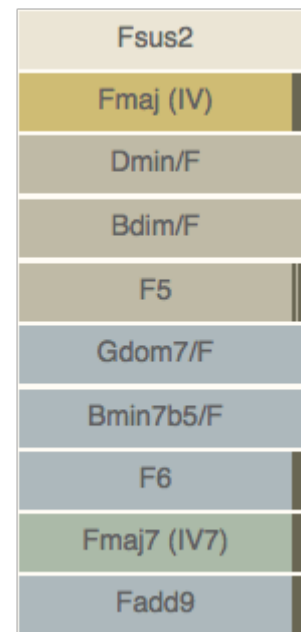 Fsus2
Fmaj (IV)
Dmin/F
Bdim/F
F5
Gdom7/F
Bmin7b5/F
F6
Fmaj7 (IV7)
Fadd9